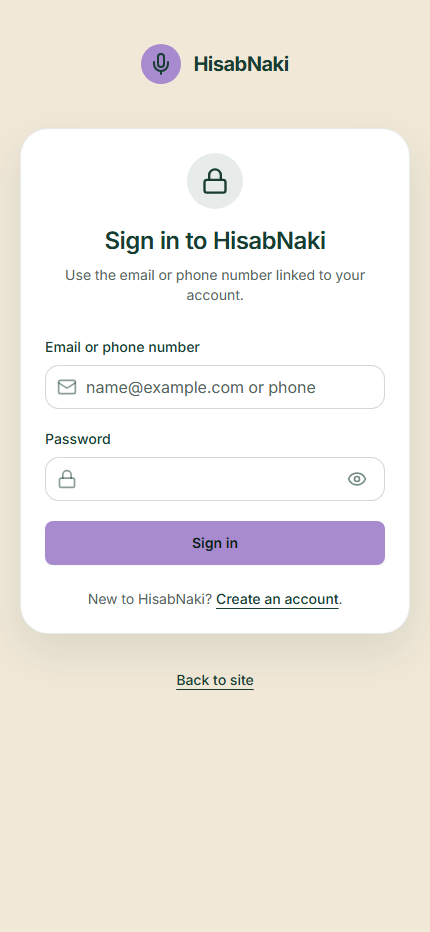 HisabNaki
Sign in to HisabNaki
Use the email or phone number linked to your
account.
Email or phone number
name@example.com or phone
Password
Sign in
New to HisabNaki? Create an account.
Back to site